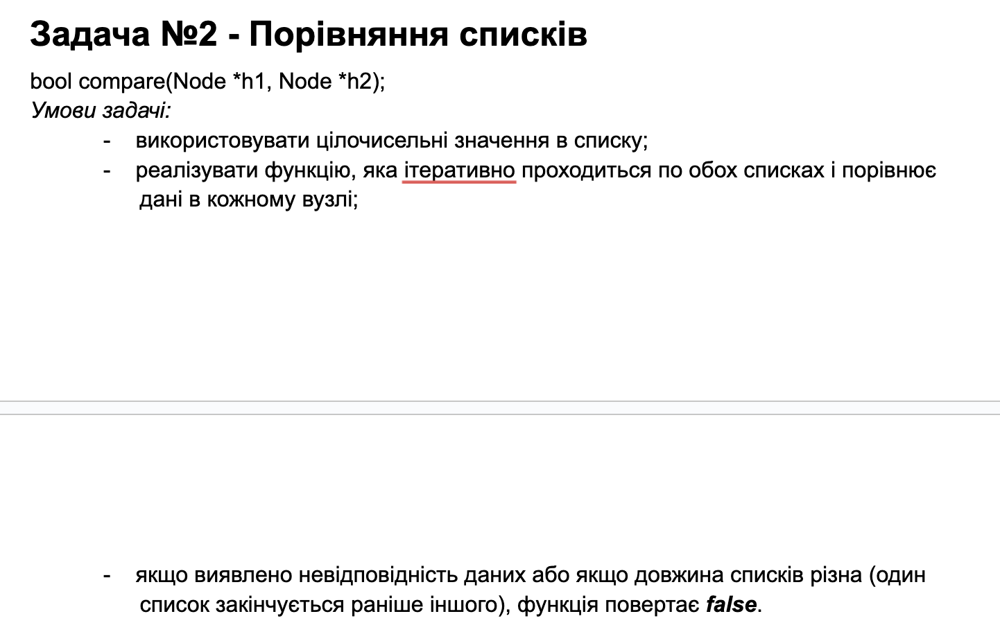 Задача №2 - Порівняння списків
bool compare(Node *h1, Node *h2);
Умови задачі:
- використовувати цілочисельні значення в списку;
- реалізувати функцію, яка ітеративно проходиться по обох списках і порівнює
дані в кожному вузлі;
- якщо виявлено невідповідність даних або якщо довжина списків різна (один
список закінчується раніше іншого), функція повертає false.